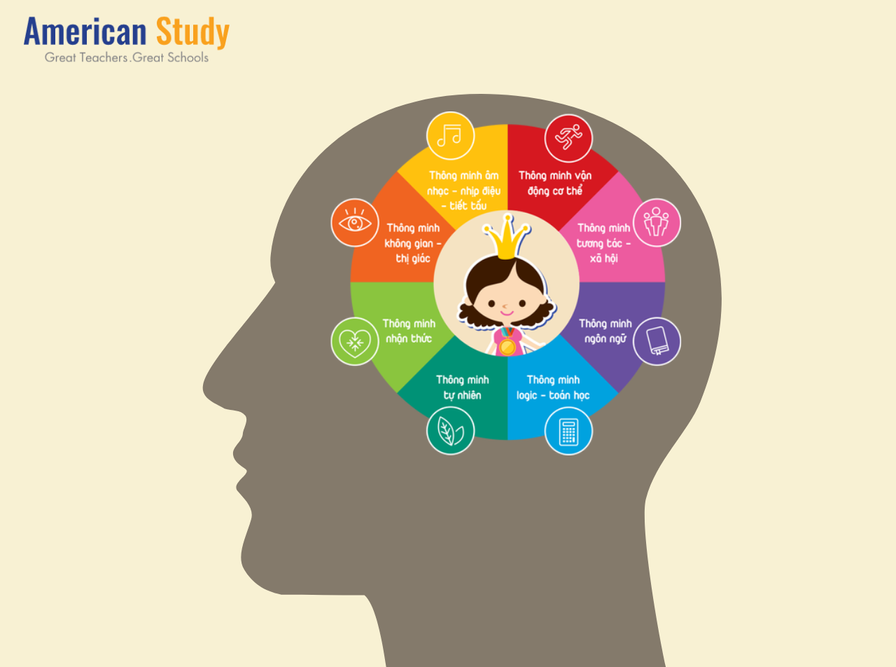 American Study
Great Teachers.Great Schools
Thông minh âm
nhạc - nhịp điệu
- tiết tấu
Thông minh vận
động cơ thể
Thông minh
tương tác -
xã hội
Thông minh
ngôn ngữ
Thông minh
logic - toán học
Thông minh
tự nhiên
Thông minh
nhận thức
Thông minh
không gian -
thị giác